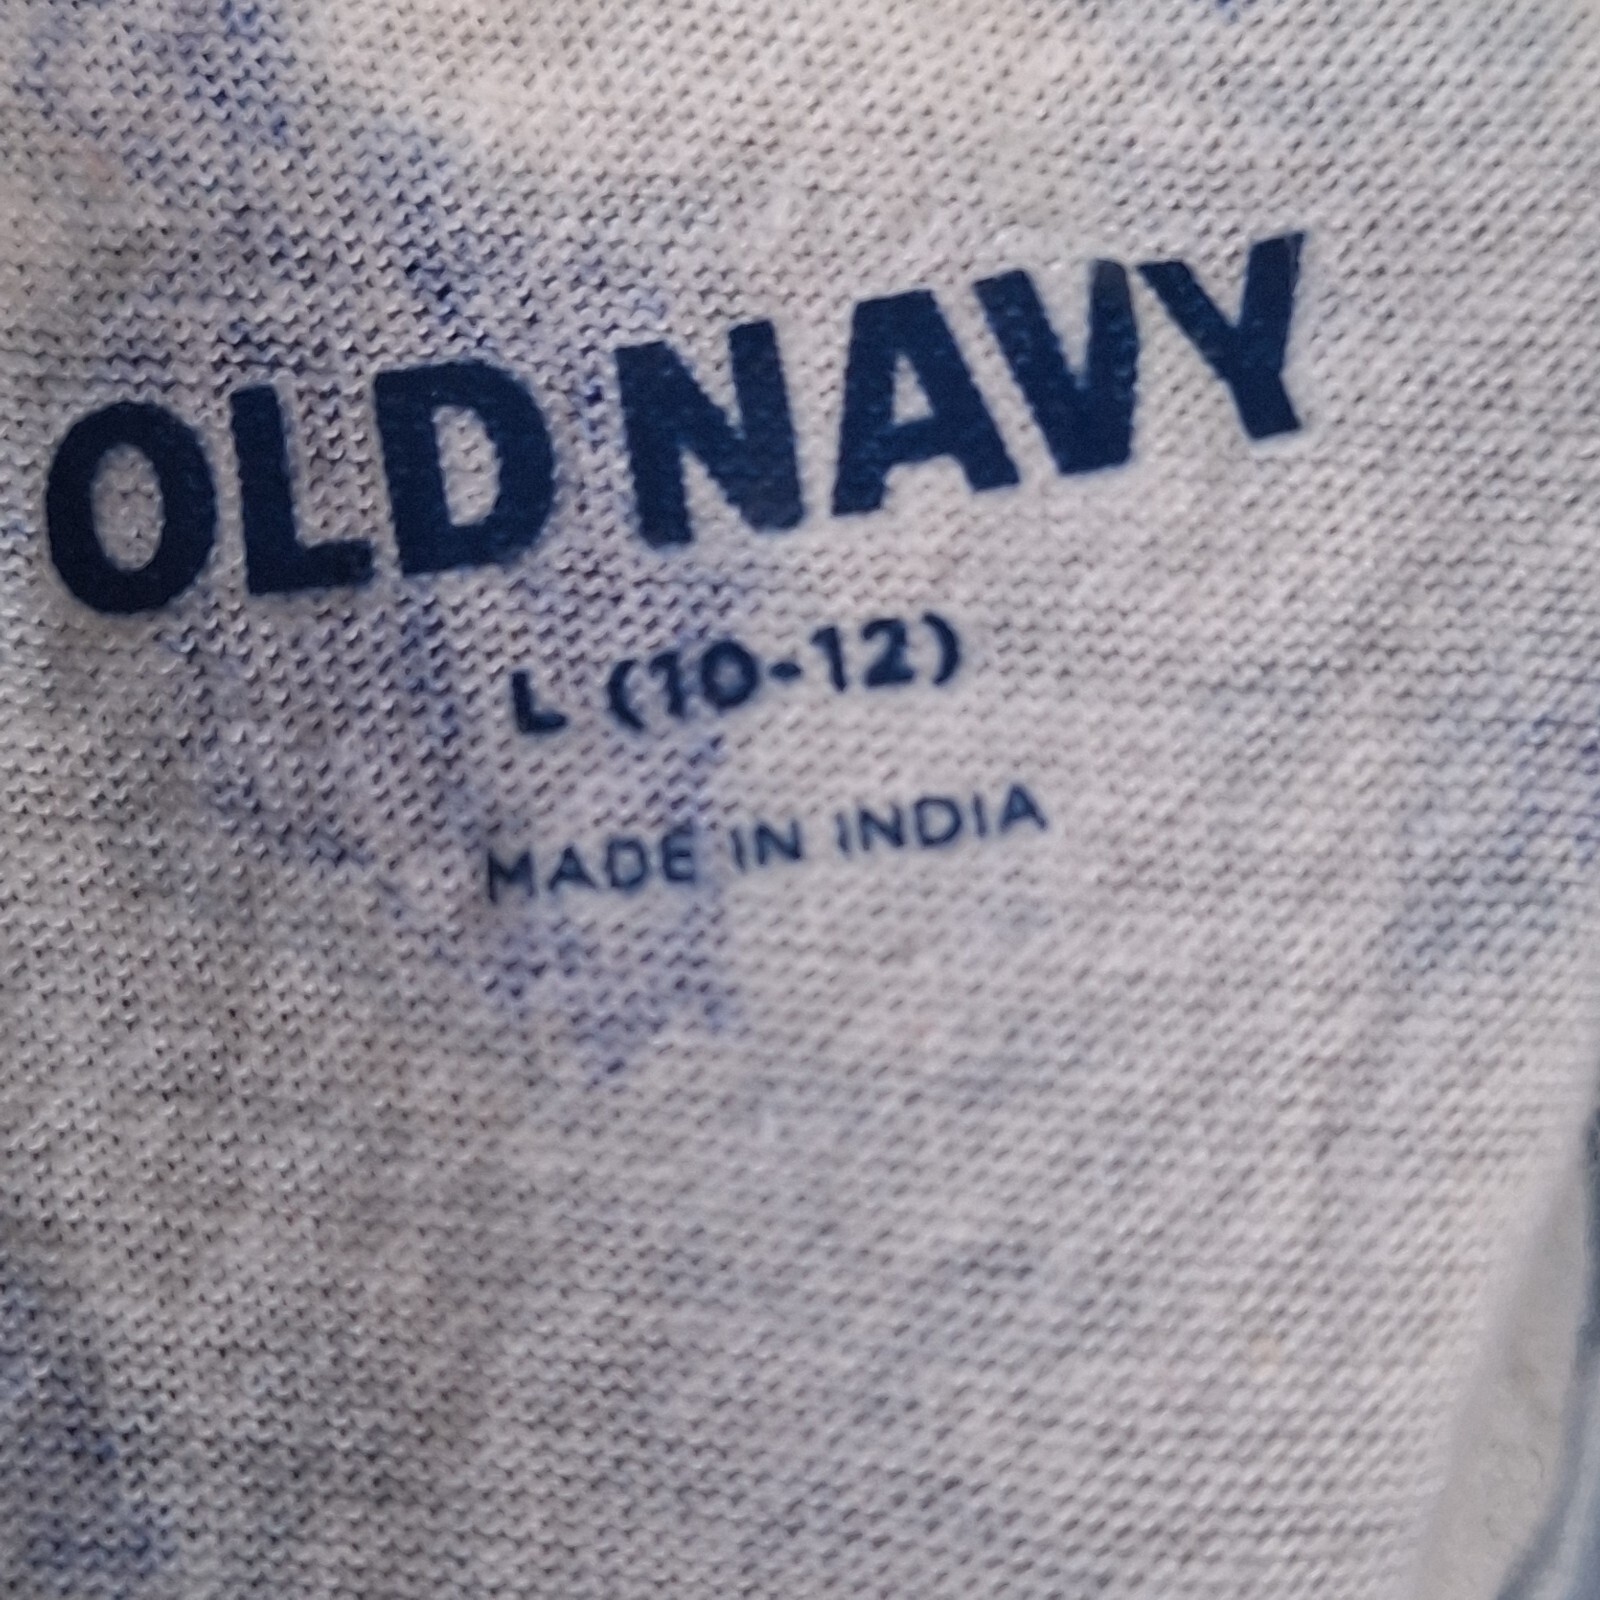 OLD NAVY
L (10-12)
MADE IN INDIA